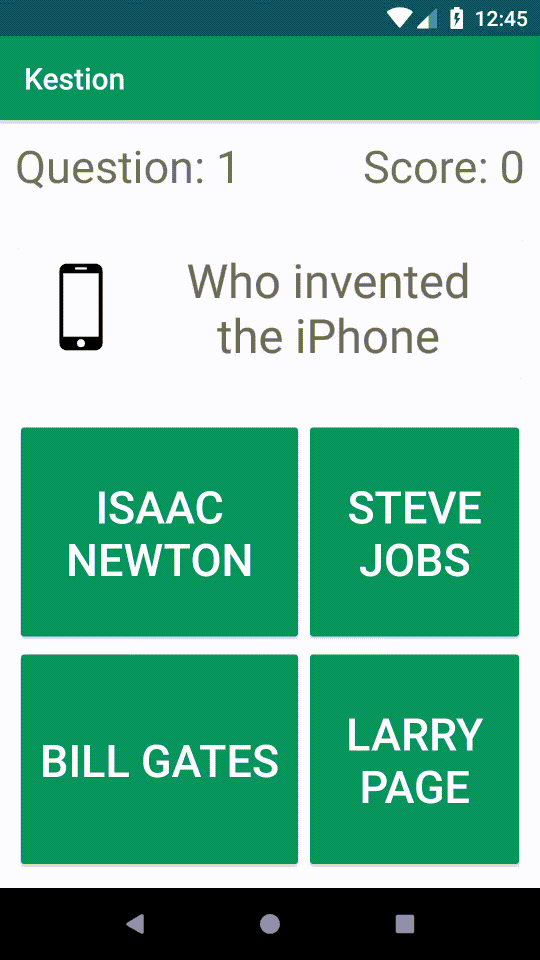 12:45
Kestion
Question: 1 Score: 0
Who invented
the iPhone
ISAAC
NEWTON
STEVE
JOBS
BILL GATES
LARRY
PAGE